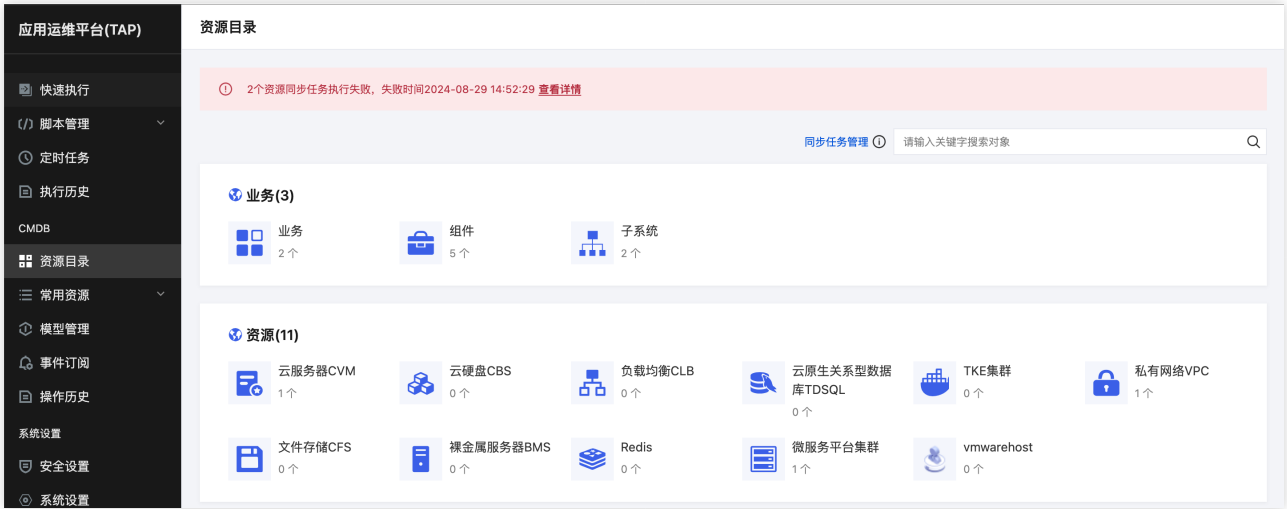 应用运维平台(TAP)
快速执行
脚本管理
定时任务
执行历史
CMDB
资源目录
常用资源
模型管理
事件订阅
操作历史
系统设置
安全设置
系统设置
资源目录
2个资源同步任务执行失败，失败时间2024-08-29 14:52:29 查看详情
同步任务管理
请输入关键字搜索对象
业务(3)
业务
2 个
组件
5 个
子系统
2 个
资源(11)
云服务器CVM
1 个
云硬盘CBS
0 个
负载均衡CLB
0 个
云原生关系型数据
库TDSQL
0 个
TKE集群
0 个
私有网络VPC
1 个
文件存储CFS
0 个
裸金属服务器BMS
0 个
Redis
0 个
微服务平台集群
1 个
vmwarehost
0 个